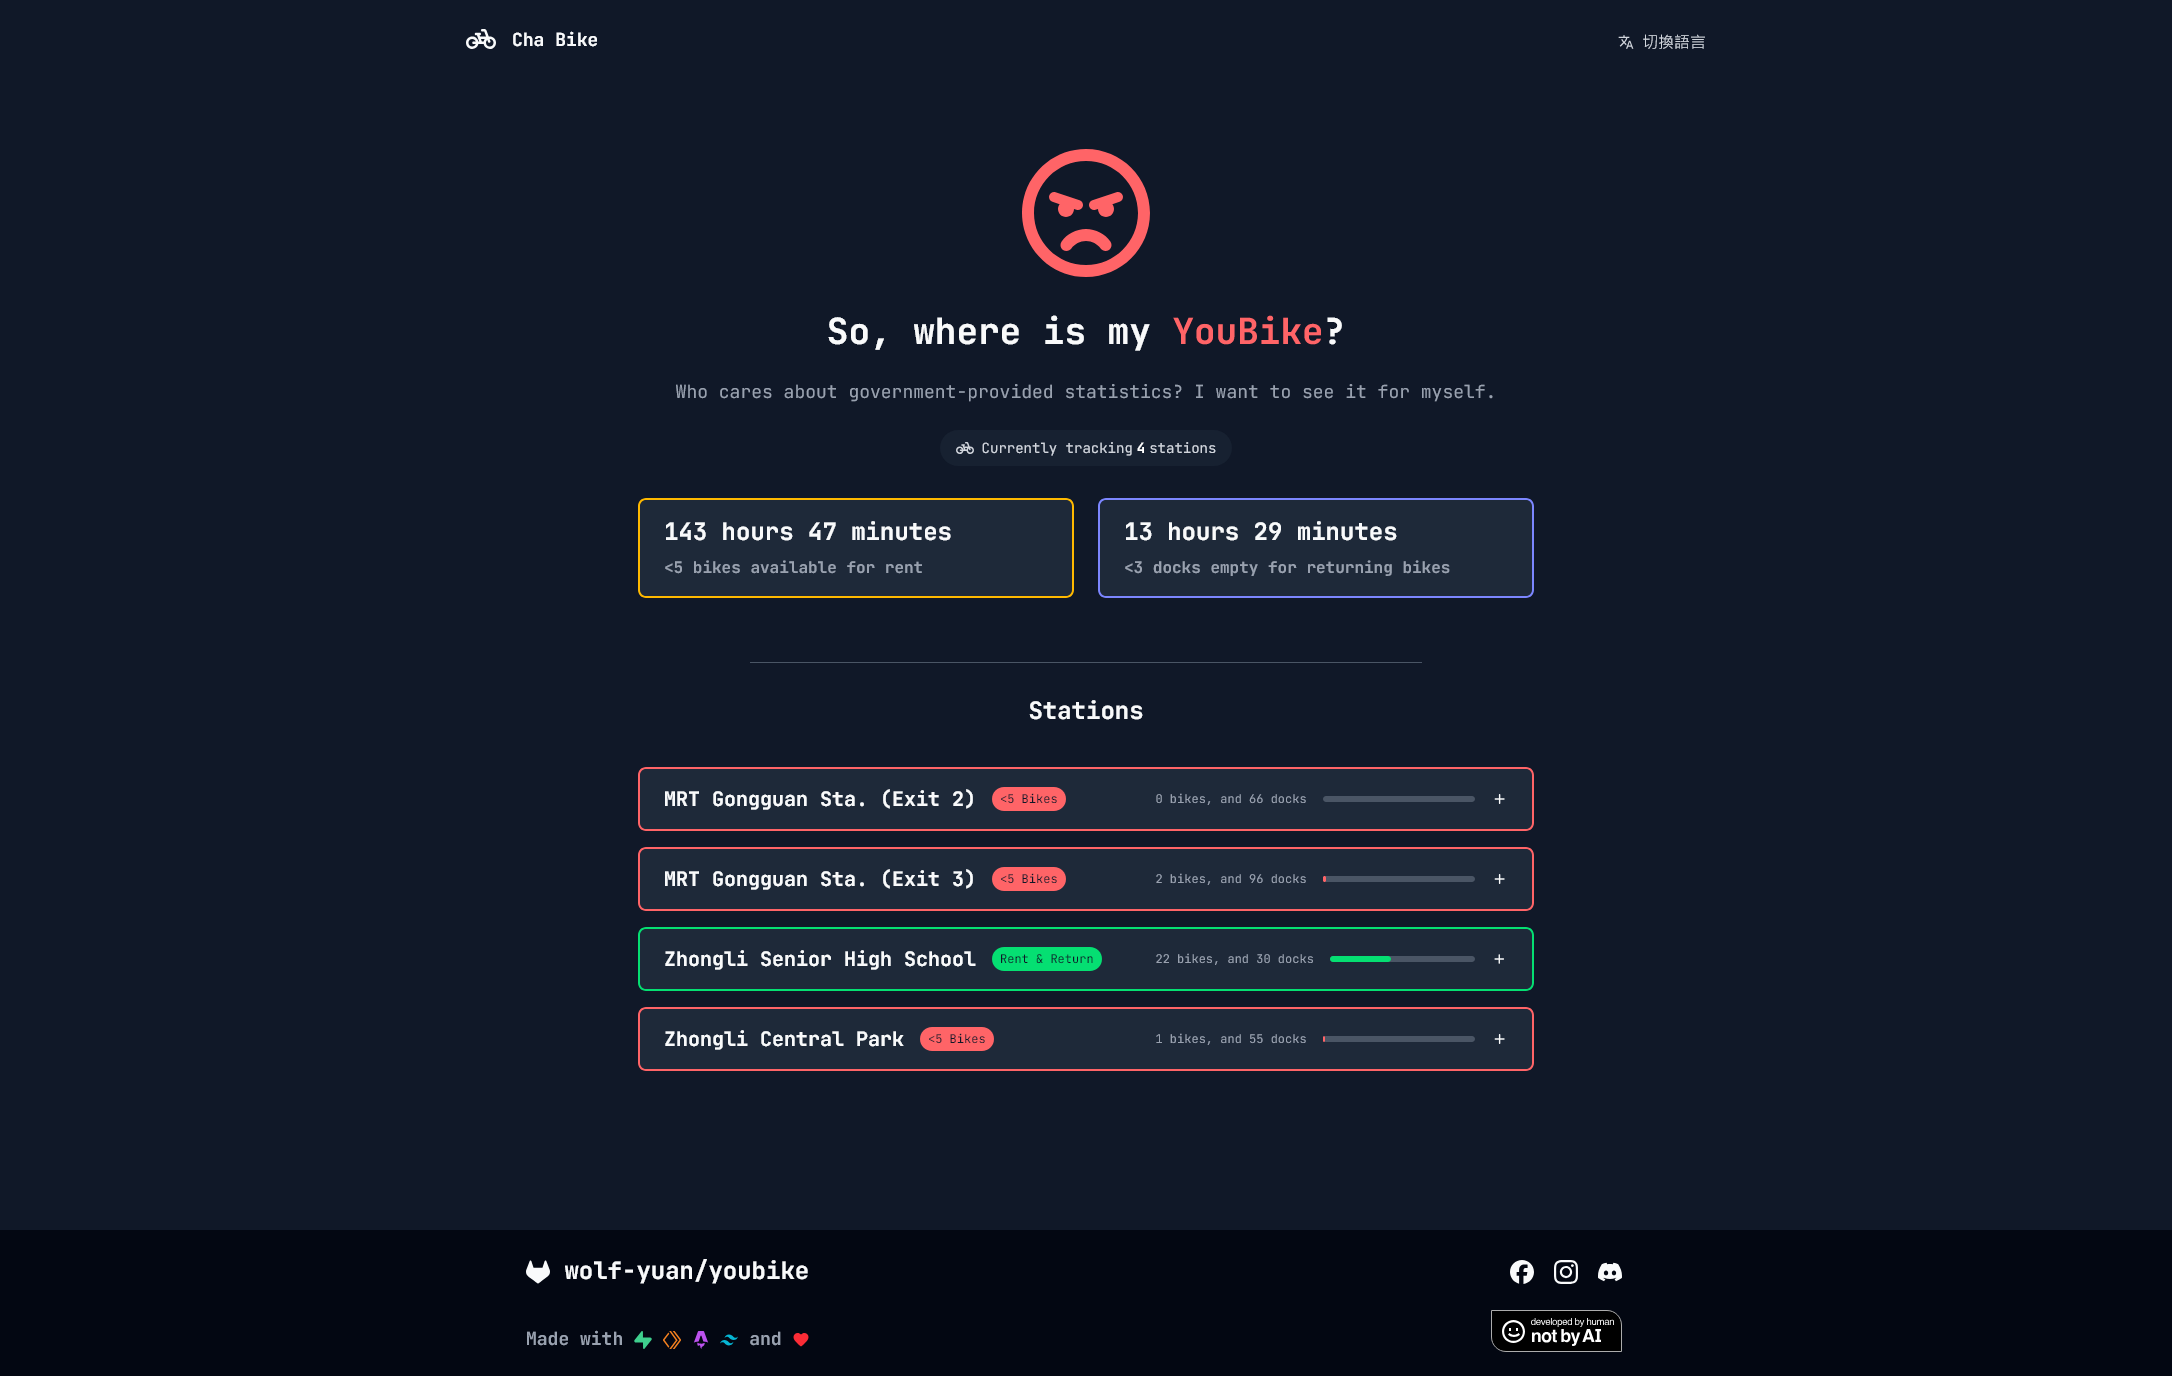 Cha Bike
切換語言
So, where is my YouBike?
Who cares about government-provided statistics? I want to see it for myself.
Currently tracking 4 stations
143 hours 47 minutes
<5 bikes available for rent
13 hours 29 minutes
<3 docks empty for returning bikes
Stations
MRT Gongguan Sta. (Exit 2) <5 Bikes 0 bikes, and 66 docks +
MRT Gongguan Sta. (Exit 3) <5 Bikes 2 bikes, and 96 docks +
Zhongli Senior High School Rent & Return 22 bikes, and 30 docks +
Zhongli Central Park <5 Bikes 1 bikes, and 55 docks +
wolf-yuan/youbike
Made with and
developed by human
not by AI